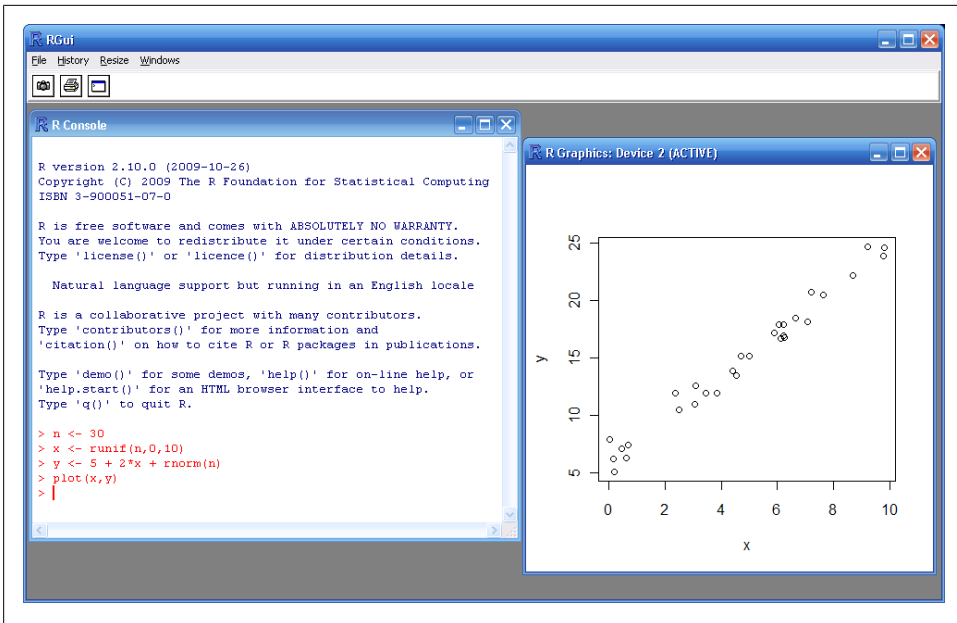 RGui
File History Resize Windows
R Console
R version 2.10.0 (2009-10-26)
Copyright (C) 2009 The R Foundation for Statistical Computing
ISBN 3-900051-07-0
R is free software and comes with ABSOLUTELY NO WARRANTY.
You are welcome to redistribute it under certain conditions.
Type 'license()' or 'licence()' for distribution details.
Natural language support but running in an English locale
R is a collaborative project with many contributors.
Type 'contributors()' for more information and
'citation()' on how to cite R or R packages in publications.
Type 'demo()' for some demos, 'help()' for on-line help, or
'help.start()' for an HTML browser interface to help.
Type 'q()' to quit R.
> n <- 30
> x <- runif(n,0,10)
> y <- 5 + 2*x + rnorm(n)
> plot(x,y)
>
R Graphics: Device 2 (ACTIVE)
25
20
15
10
5
y
0 2 4 6 8 10
x